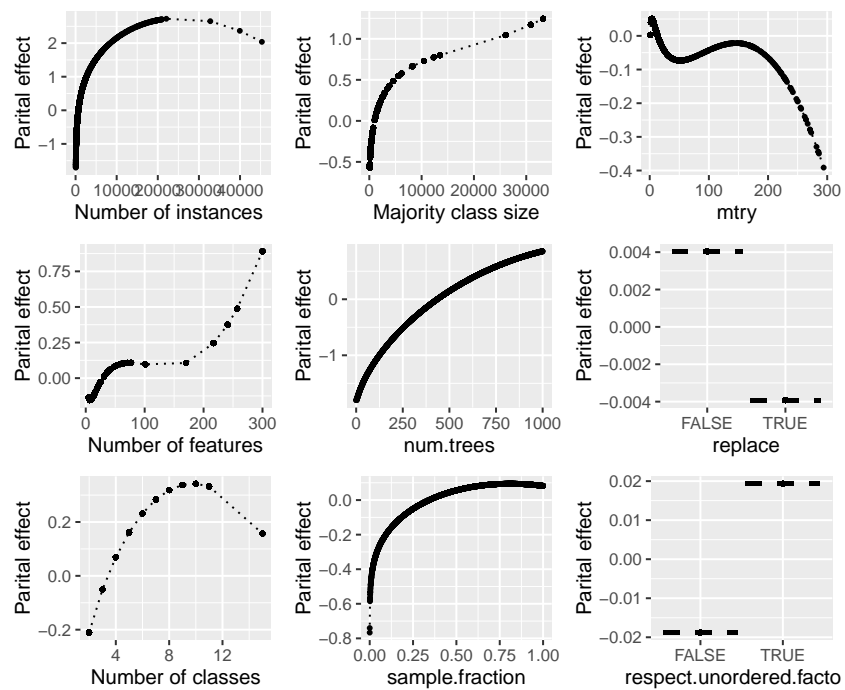 Parital effect
2
1
0
−1
0 10000 20000 30000 40000
Number of instances
Parital effect
1.0
0.5
0.0
−0.5
0 10000 20000 30000
Majority class size
Parital effect
0.0
−0.1
−0.2
−0.3
−0.4
0 100 200 300
mtry
Parital effect
0.75
0.50
0.25
0.00
0 100 200 300
Number of features
Parital effect
0
−1
0 250 500 750 1000
num.trees
Parital effect
0.004
0.002
0.000
−0.002
−0.004
FALSE TRUE
replace
Parital effect
0.2
0.0
−0.2
4 8 12
Number of classes
Parital effect
0.0
−0.2
−0.4
−0.6
−0.8
0.00 0.25 0.50 0.75 1.00
sample.fraction
Parital effect
0.02
0.01
0.00
−0.01
−0.02
FALSE TRUE
respect.unordered.facto